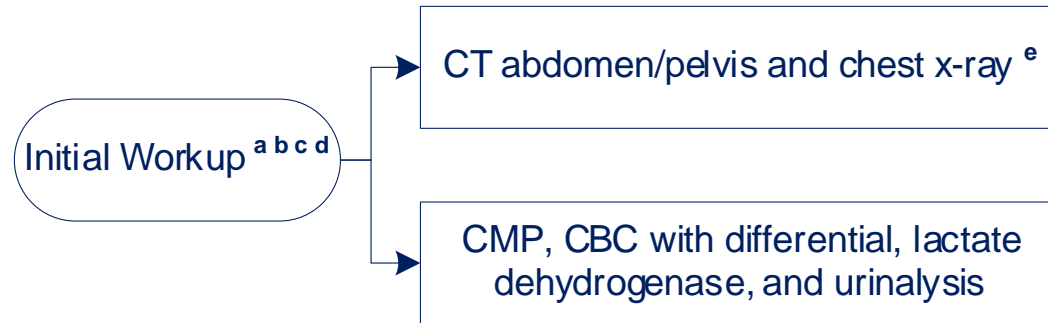 CT abdomen/pelvis and chest x-ray e
Initial Workup a b c d
CMP, CBC with differential, lactate
dehydrogenase, and urinalysis